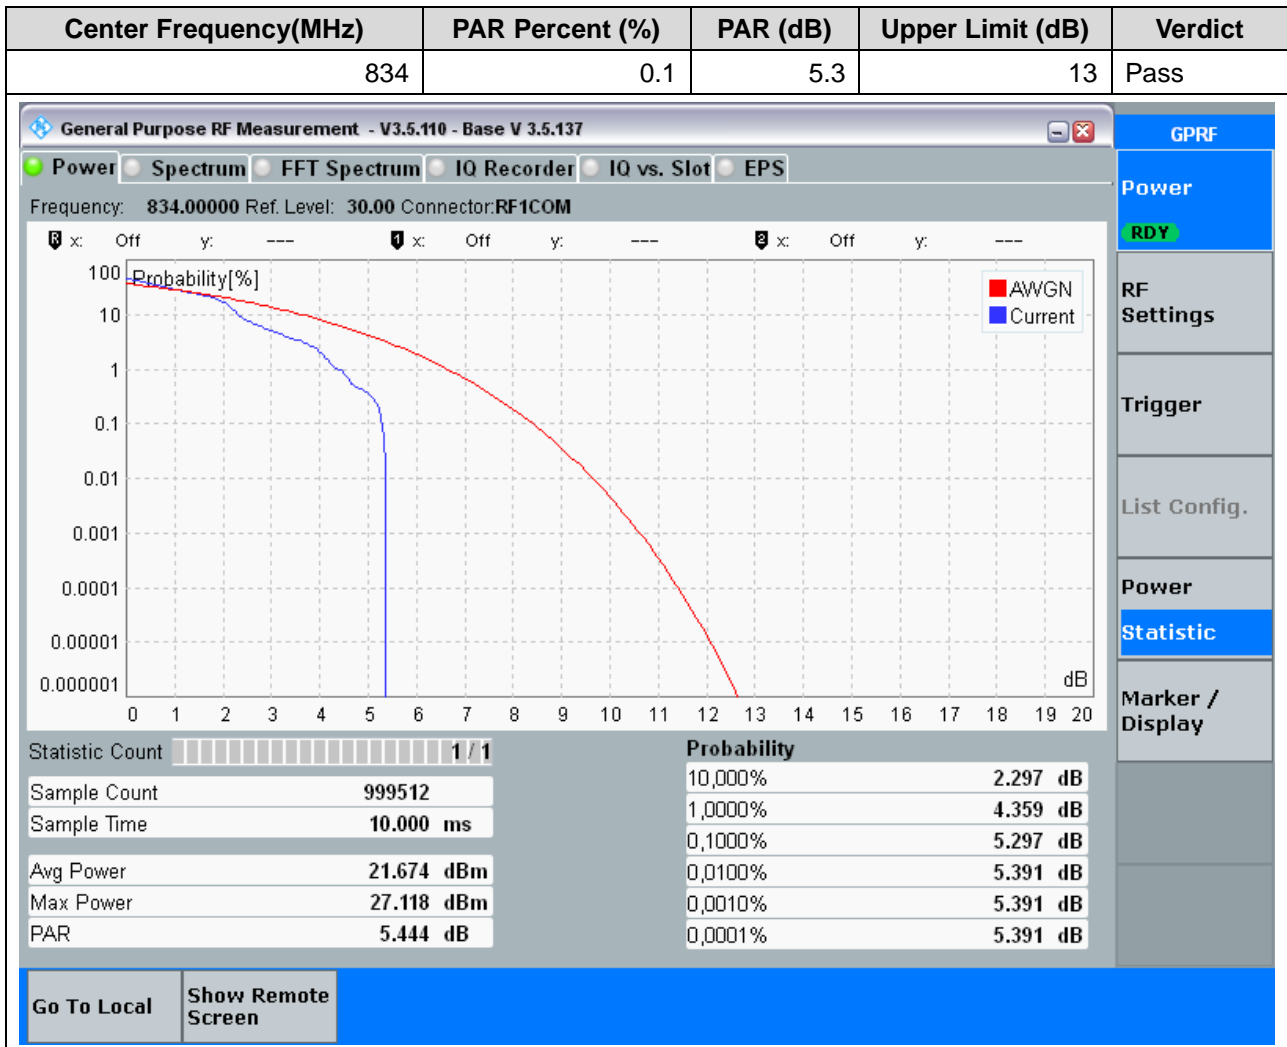 Center Frequency(MHz) PAR Percent (%) PAR (dB) Upper Limit (dB) Verdict
834 0.1 5.3 13 Pass
General Purpose RF Measurement - V3.5.110 - Base V 3.5.137
GPRF
Power Spectrum FFT Spectrum IQ Recorder IQ vs. Slot EPS
Power
RDY
Frequency: 834.00000 Ref. Level: 30.00 Connector:RF1COM
R x: Off y: --- 1 x: Off y: --- 2 x: Off y: ---
Probability[%]
AWGN
Current
100
10
1
0.1
0.01
0.001
0.0001
0.00001
0.000001
dB
0 1 2 3 4 5 6 7 8 9 10 11 12 13 14 15 16 17 18 19 20
RF
Settings
Trigger
List Config.
Power
Statistic
Marker /
Display
Statistic Count 1 / 1
Sample Count 999512
Sample Time 10.000 ms
Avg Power 21.674 dBm
Max Power 27.118 dBm
PAR 5.444 dB
Probability
10,000% 2.297 dB
1,0000% 4.359 dB
0,1000% 5.297 dB
0,0100% 5.391 dB
0,0010% 5.391 dB
0,0001% 5.391 dB
Go To Local
Show Remote
Screen